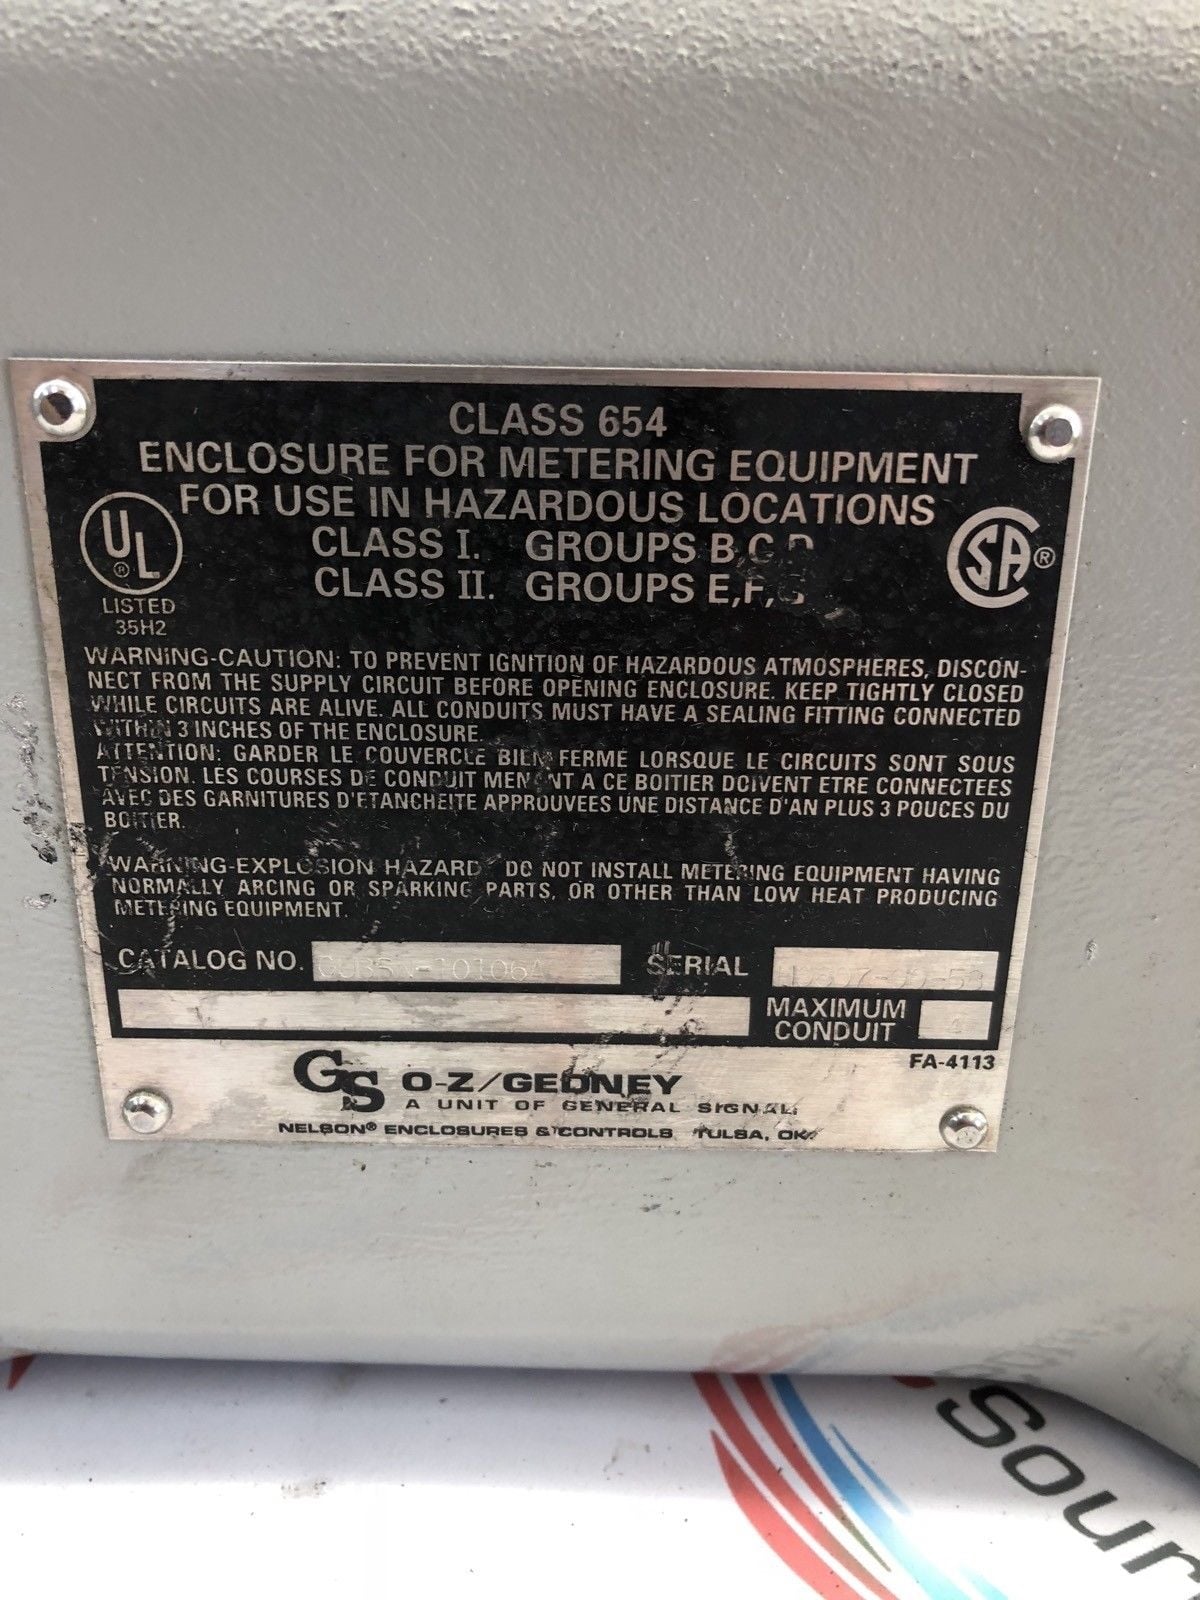 CLASS 654
ENCLOSURE FOR METERING EQUIPMENT
FOR USE IN HAZARDOUS LOCATIONS
CLASS I. GROUPS B,C,D
CLASS II. GROUPS E,F,G
UL
®
LISTED
35H2
SA®
WARNING-CAUTION: TO PREVENT IGNITION OF HAZARDOUS ATMOSPHERES, DISCON-
NECT FROM THE SUPPLY CIRCUIT BEFORE OPENING ENCLOSURE. KEEP TIGHTLY CLOSED
WHILE CIRCUITS ARE ALIVE. ALL CONDUITS MUST HAVE A SEALING FITTING CONNECTED
WITHIN 3 INCHES OF THE ENCLOSURE.
ATTENTION: GARDER LE COUVERCLE BIEN FERME LORSQUE LE CIRCUITS SONT SOUS
TENSION. LES COURSES DE CONDUIT MENANT A CE BOITIER DOIVENT ETRE CONNECTEES
AVEC DES GARNITURES D'ETANCHEITE APPROUVEES UNE DISTANCE D'AN PLUS 3 POUCES DU
BOITIER.
WARNING-EXPLOSION HAZARD DO NOT INSTALL METERING EQUIPMENT HAVING
NORMALLY ARCING OR SPARKING PARTS, OR OTHER THAN LOW HEAT PRODUCING
METERING EQUIPMENT.
CATALOG NO. SERIAL
MAXIMUM
CONDUIT 4
FA-4113
GS O-Z/GEDNEY
A UNIT OF GENERAL SIGNAL
NELSON® ENCLOSURES & CONTROLS TULSA, OK